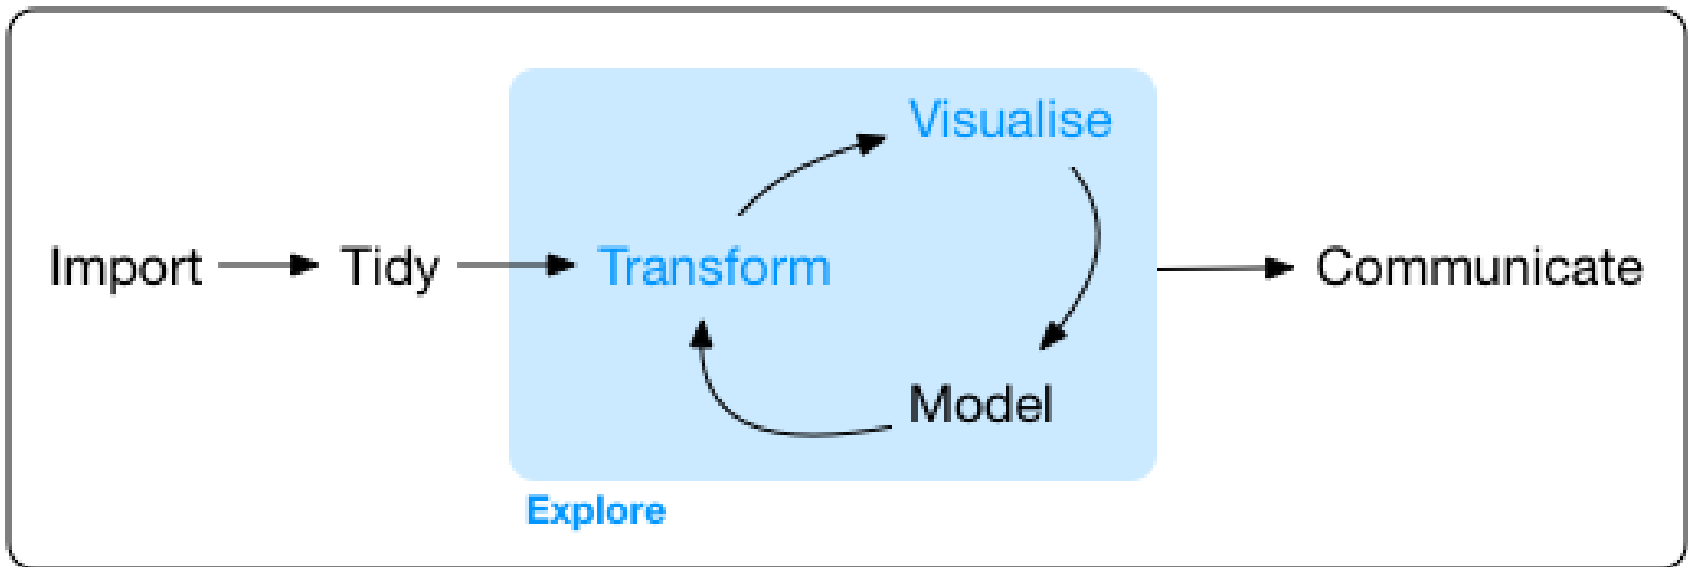 Visualise
Import
Tidy
Transform
Communicate
Model
Explore